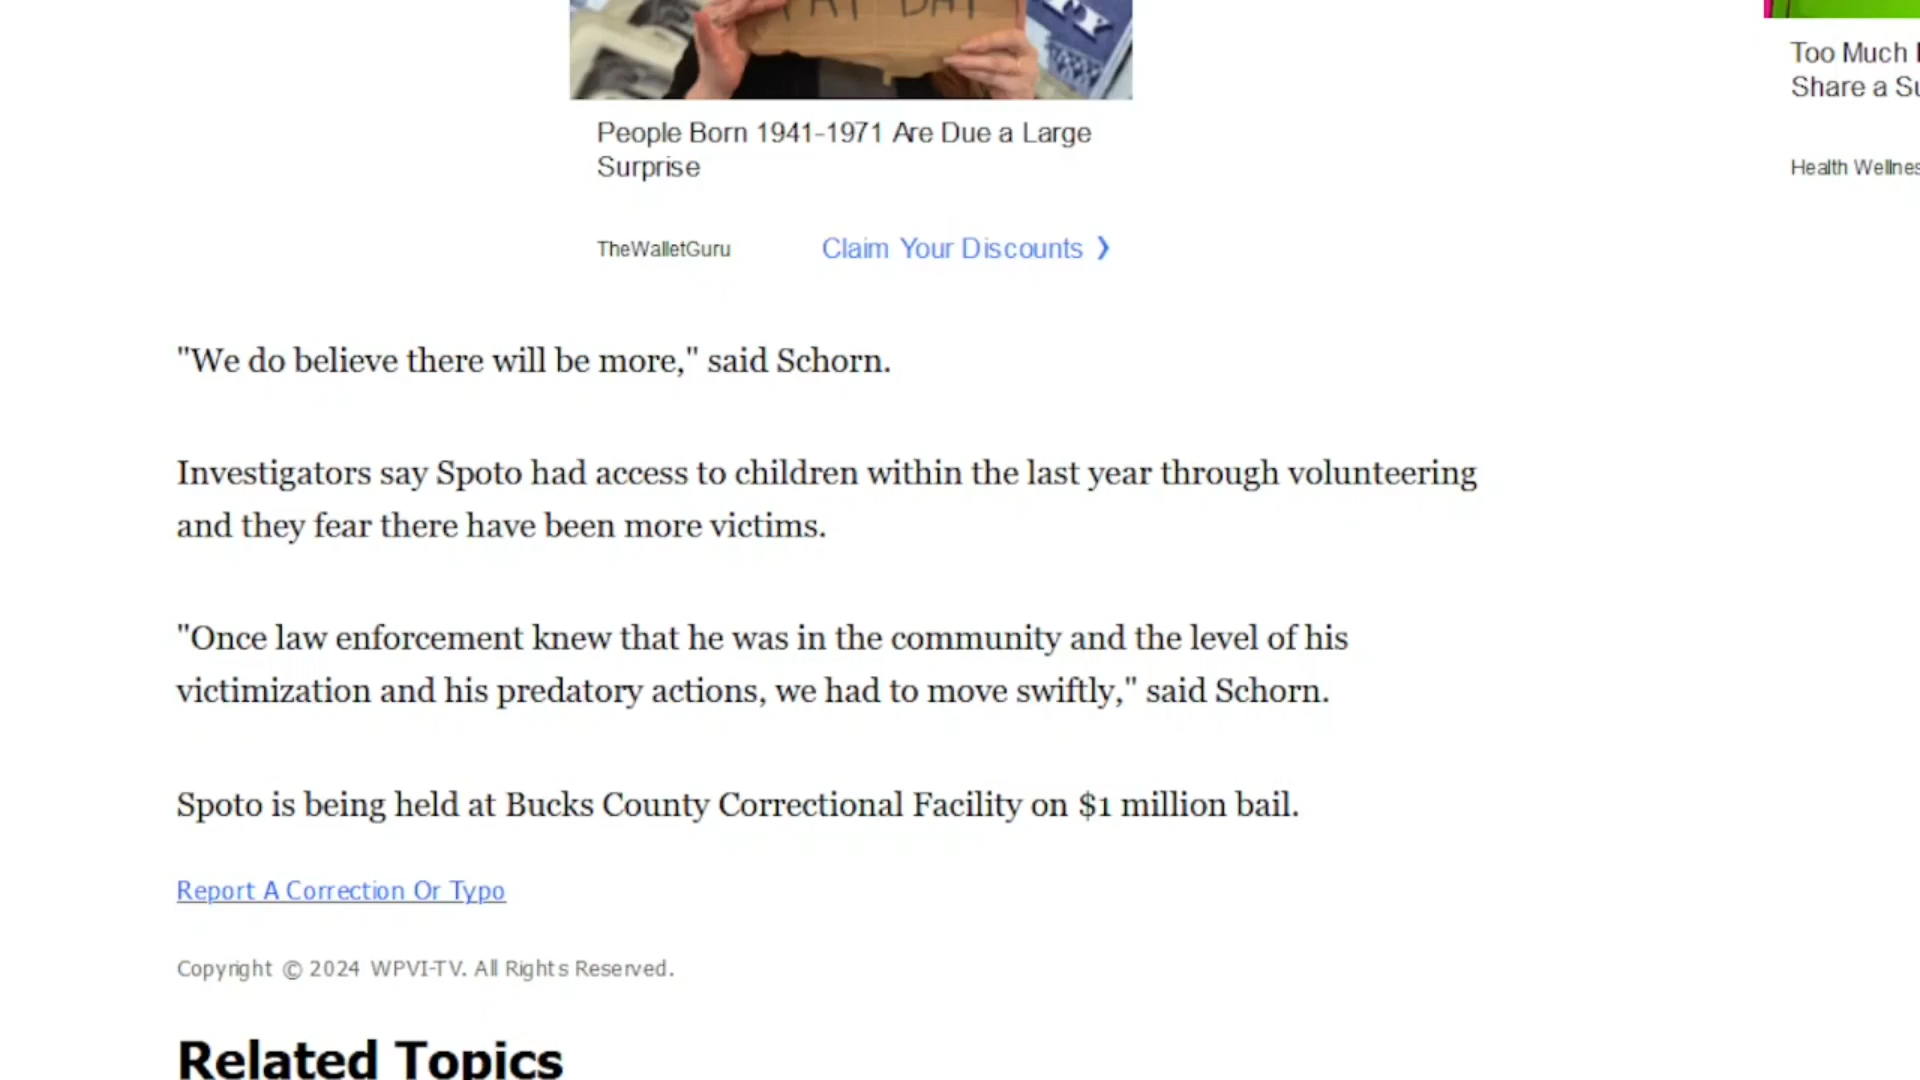 PAY DAY
Too Much
Share a Su
People Born 1941-1971 Are Due a Large
Surprise
Health Wellnes
TheWalletGuru
Claim Your Discounts ❯
"We do believe there will be more," said Schorn.
Investigators say Spoto had access to children within the last year through volunteering
and they fear there have been more victims.
"Once law enforcement knew that he was in the community and the level of his
victimization and his predatory actions, we had to move swiftly," said Schorn.
Spoto is being held at Bucks County Correctional Facility on $1 million bail.
Report A Correction Or Typo
Copyright © 2024 WPVI-TV. All Rights Reserved.
Related Topics